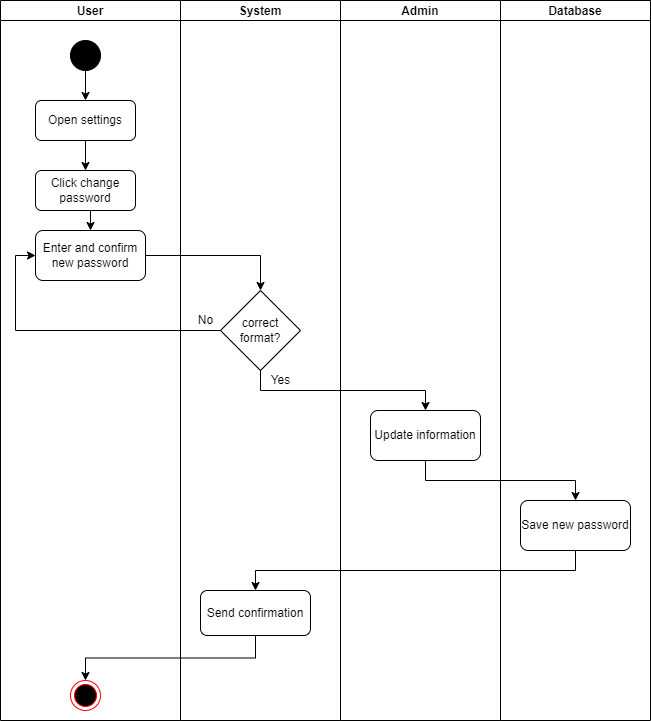 User
System
Admin
Database
Open settings
Click change
password
Enter and confirm
new password
No
correct
format?
Yes
Update information
Save new password
Send confirmation